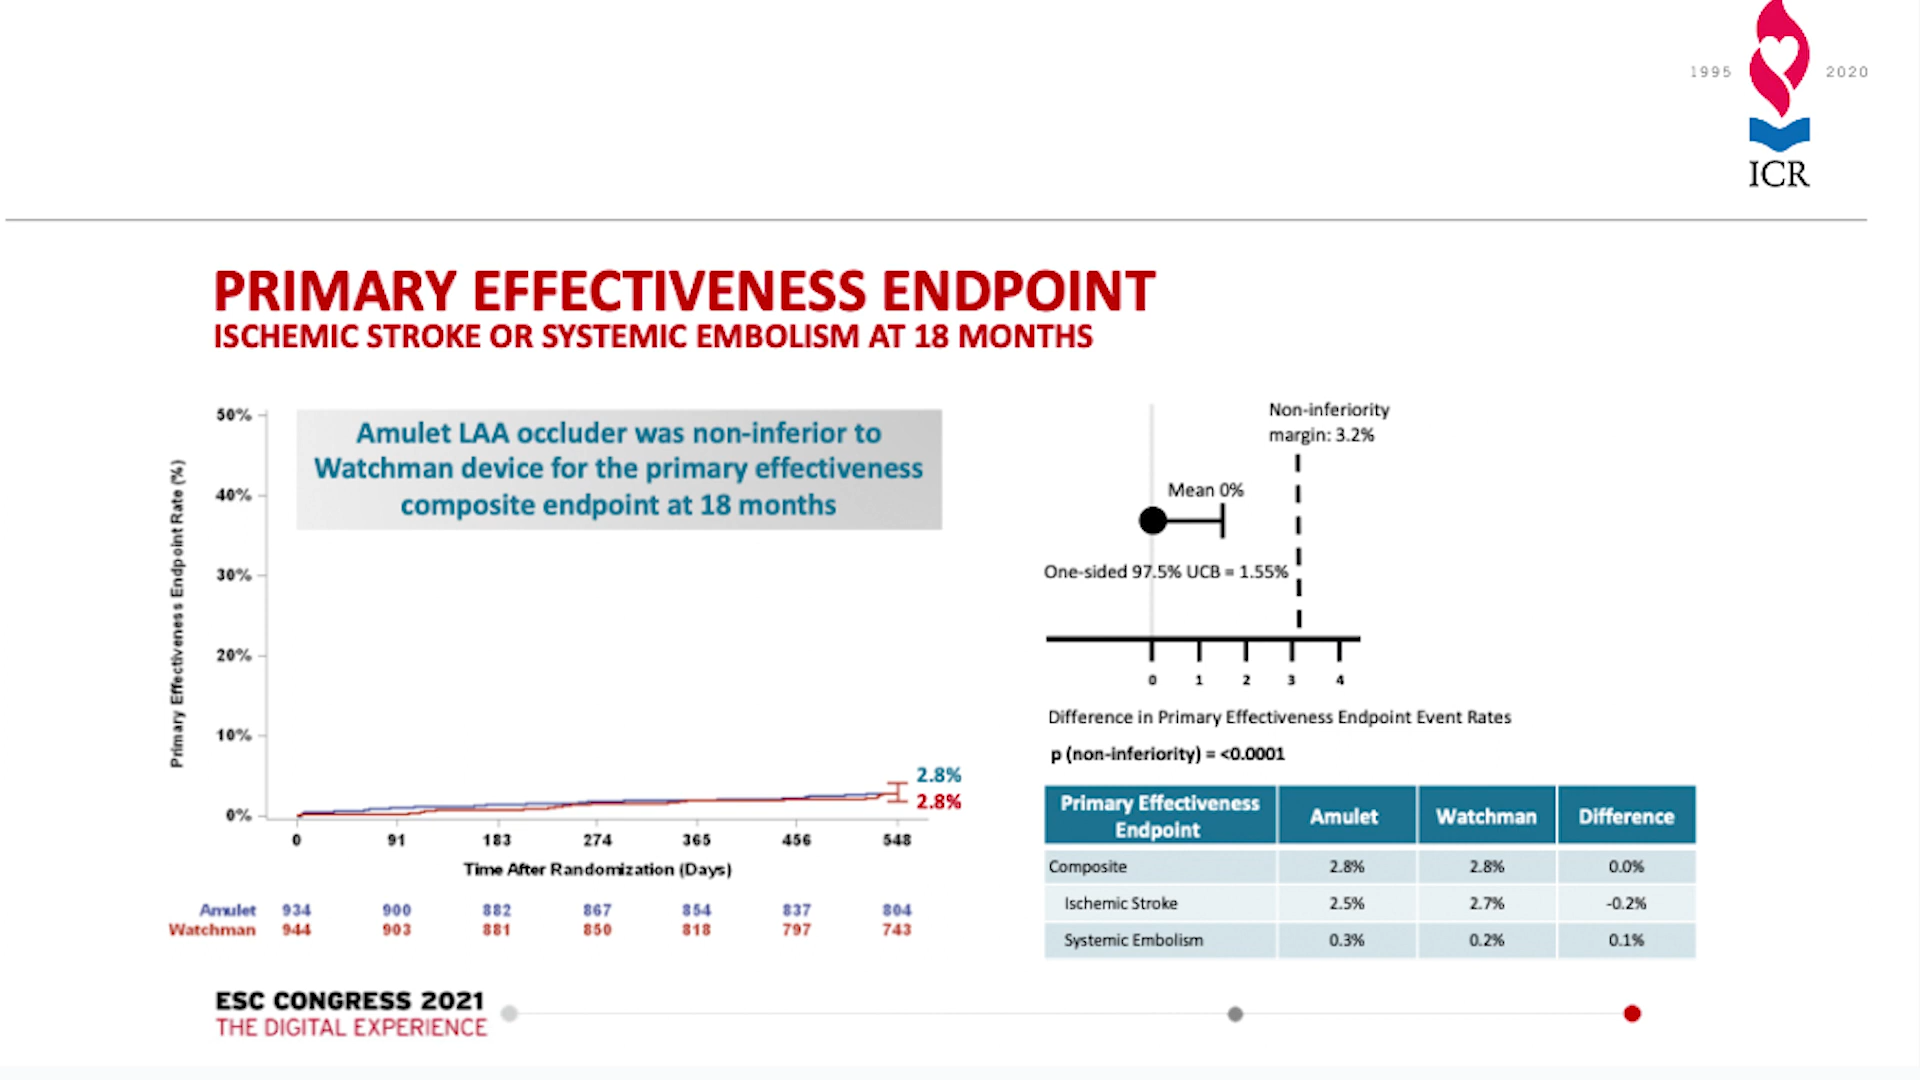 1995
2020
ICR
PRIMARY EFFECTIVENESS ENDPOINT
ISCHEMIC STROKE OR SYSTEMIC EMBOLISM AT 18 MONTHS
Amulet LAA occluder was non-inferior to
Watchman device for the primary effectiveness
composite endpoint at 18 months
Primary Effectiveness Endpoint Rate (%)
50%
40%
30%
20%
10%
0%
2.8%
2.8%
0 91 183 274 365 456 548
Time After Randomization (Days)
Amulet 934 900 882 867 854 837 804
Watchman 944 903 881 850 818 797 743
Non-inferiority
margin: 3.2%
Mean 0%
One-sided 97.5% UCB = 1.55%
0 1 2 3 4
Difference in Primary Effectiveness Endpoint Event Rates
p (non-inferiority) = <0.0001
Primary Effectiveness
Endpoint
Amulet Watchman Difference
Composite 2.8% 2.8% 0.0%
Ischemic Stroke 2.5% 2.7% -0.2%
Systemic Embolism 0.3% 0.2% 0.1%
ESC CONGRESS 2021
THE DIGITAL EXPERIENCE